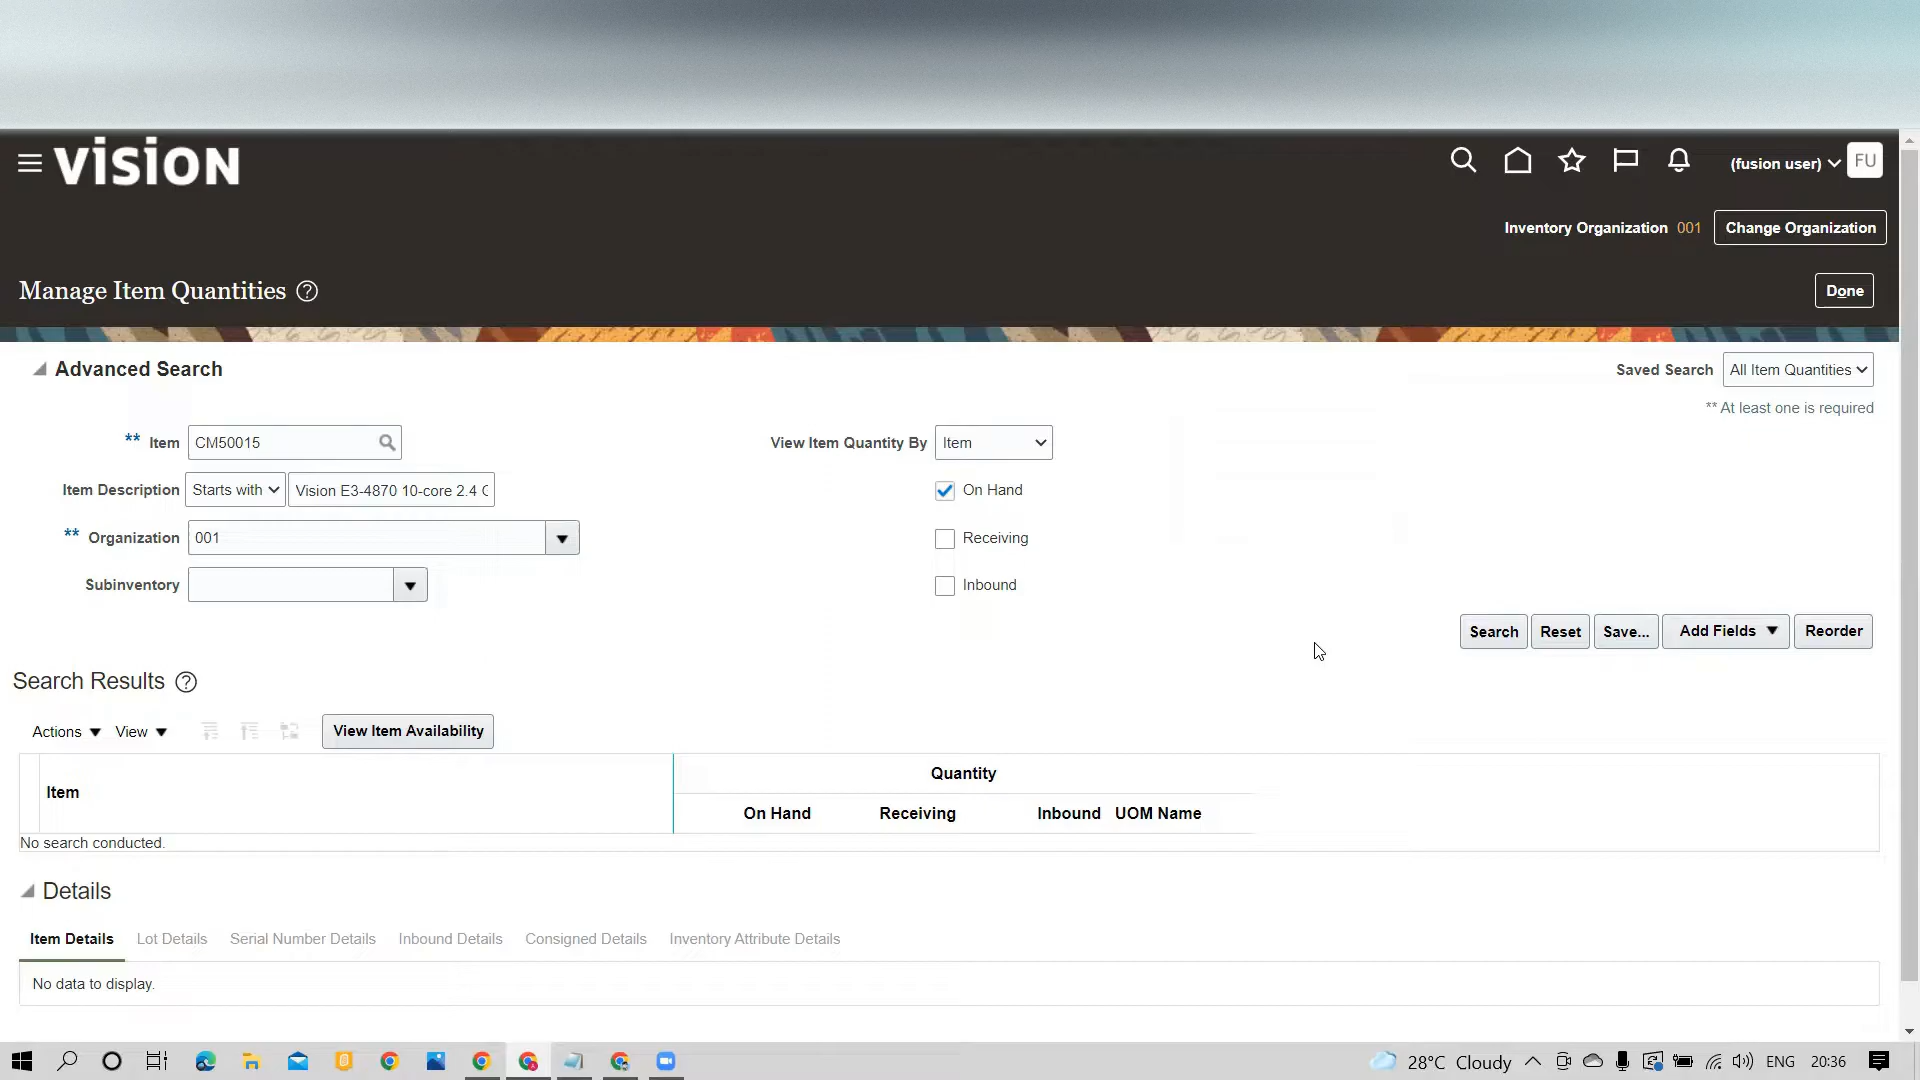 vision
(fusion user)
FU
Inventory Organization 001
Change Organization
Manage Item Quantities ?
Done
Advanced Search
Saved Search
All Item Quantities
** At least one is required
** Item
CM50015
View Item Quantity By
Item
Item Description
Starts with
Vision E3-4870 10-core 2.4 G
On Hand
** Organization
001
Receiving
Subinventory
Inbound
Search
Reset
Save...
Add Fields
Reorder
Search Results ?
Actions
View
View Item Availability
Item
Quantity
On Hand
Receiving
Inbound
UOM Name
No search conducted.
Details
Item Details
Lot Details
Serial Number Details
Inbound Details
Consigned Details
Inventory Attribute Details
No data to display.
28°C Cloudy
ENG
20:36